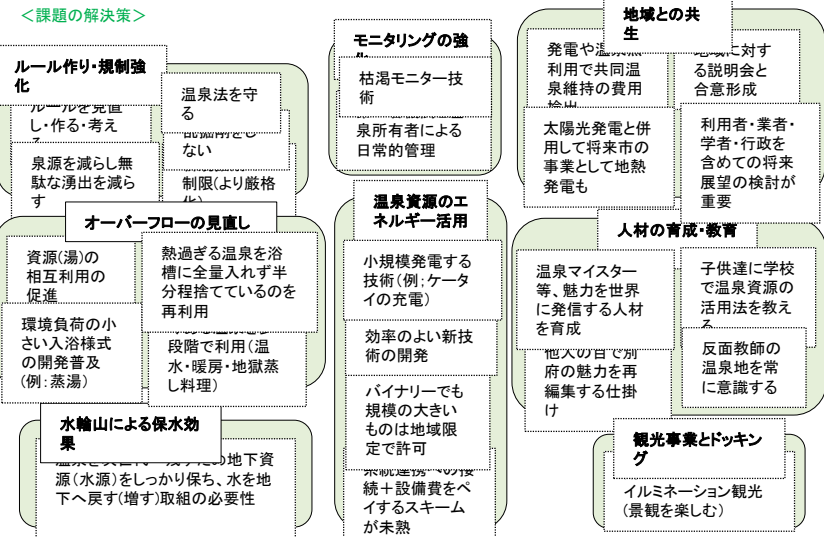 ＜課題の解決策＞
ルール作り・規制強
化
ルールを見直
し・作る・考え
温泉法を守
る
ない
泉源を減らし無
駄な湧出を減ら
す
制限(より厳格
モニタリングの強
枯渇モニター技
術
泉所有者による
日常的管理
地域との共
生
発電や温泉熱
利用で共同温
泉維持の費用
地域に対す
る説明会と
合意形成
太陽光発電と併
用して将来市の
事業として地熱
発電も
利用者・業者・
学者・行政を
含めての将来
展望の検討が
重要
オーバーフローの見直し
資源(湯)の
相互利用の
促進
熱過ぎる温泉を浴
槽に全量入れず半
分程捨てているのを
再利用
環境負荷の小
さい入浴様式
の開発普及
(例:蒸湯)
段階で利用(温
水・暖房・地獄蒸
し料理)
温泉資源のエ
ネルギー活用
小規模発電する
技術(例;ケータ
イの充電)
効率のよい新技
術の開発
バイナリーでも
規模の大きい
ものは地域限
定で許可
続＋設備費をペ
イするスキーム
が未熟
人材の育成・教育
温泉マイスター
等、魅力を世界
に発信する人材
を育成
子供達に学校
で温泉資源の
活用法を教え
る
他人の目で別
府の魅力を再
編集する仕掛
け
反面教師の
温泉地を常
に意識する
水輪山による保水効
果
源(水源)をしっかり保ち、水を地
下へ戻す(増す)取組の必要性
観光事業とドッキン
グ
イルミネーション観光
(景観を楽しむ)